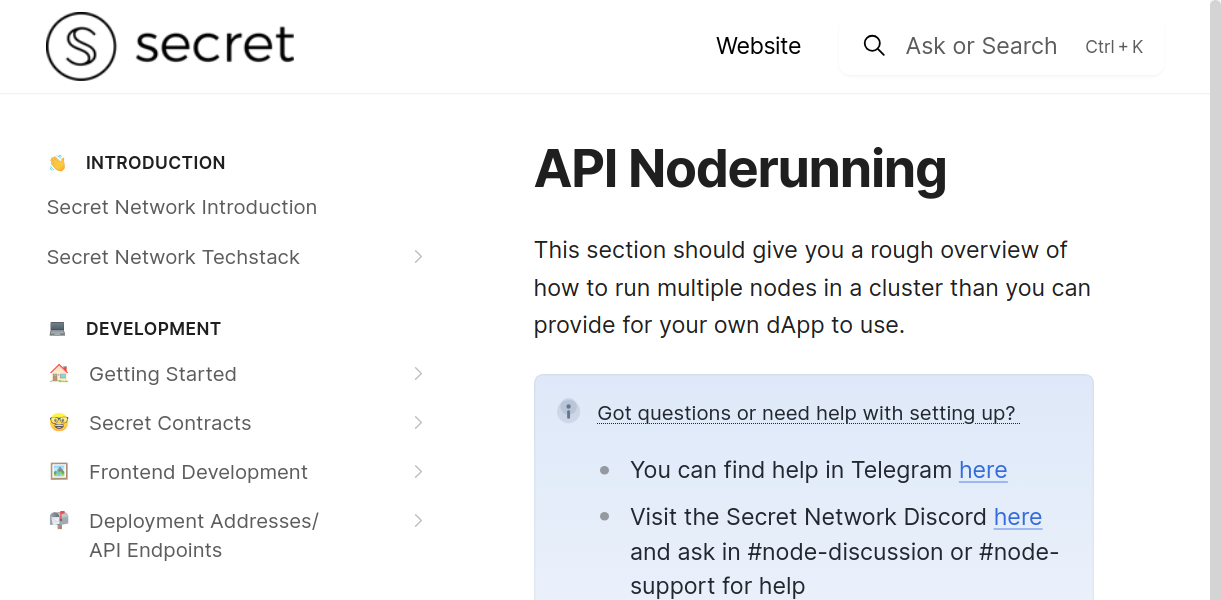 secret
Website
Ask or Search
Ctrl + K
INTRODUCTION
Secret Network Introduction
Secret Network Techstack
DEVELOPMENT
Getting Started
Secret Contracts
Frontend Development
Deployment Addresses/
API Endpoints
API Noderunning
This section should give you a rough overview of
how to run multiple nodes in a cluster than you can
provide for your own dApp to use.
Got questions or need help with setting up?
You can find help in Telegram here
Visit the Secret Network Discord here
and ask in #node-discussion or #node-
support for help